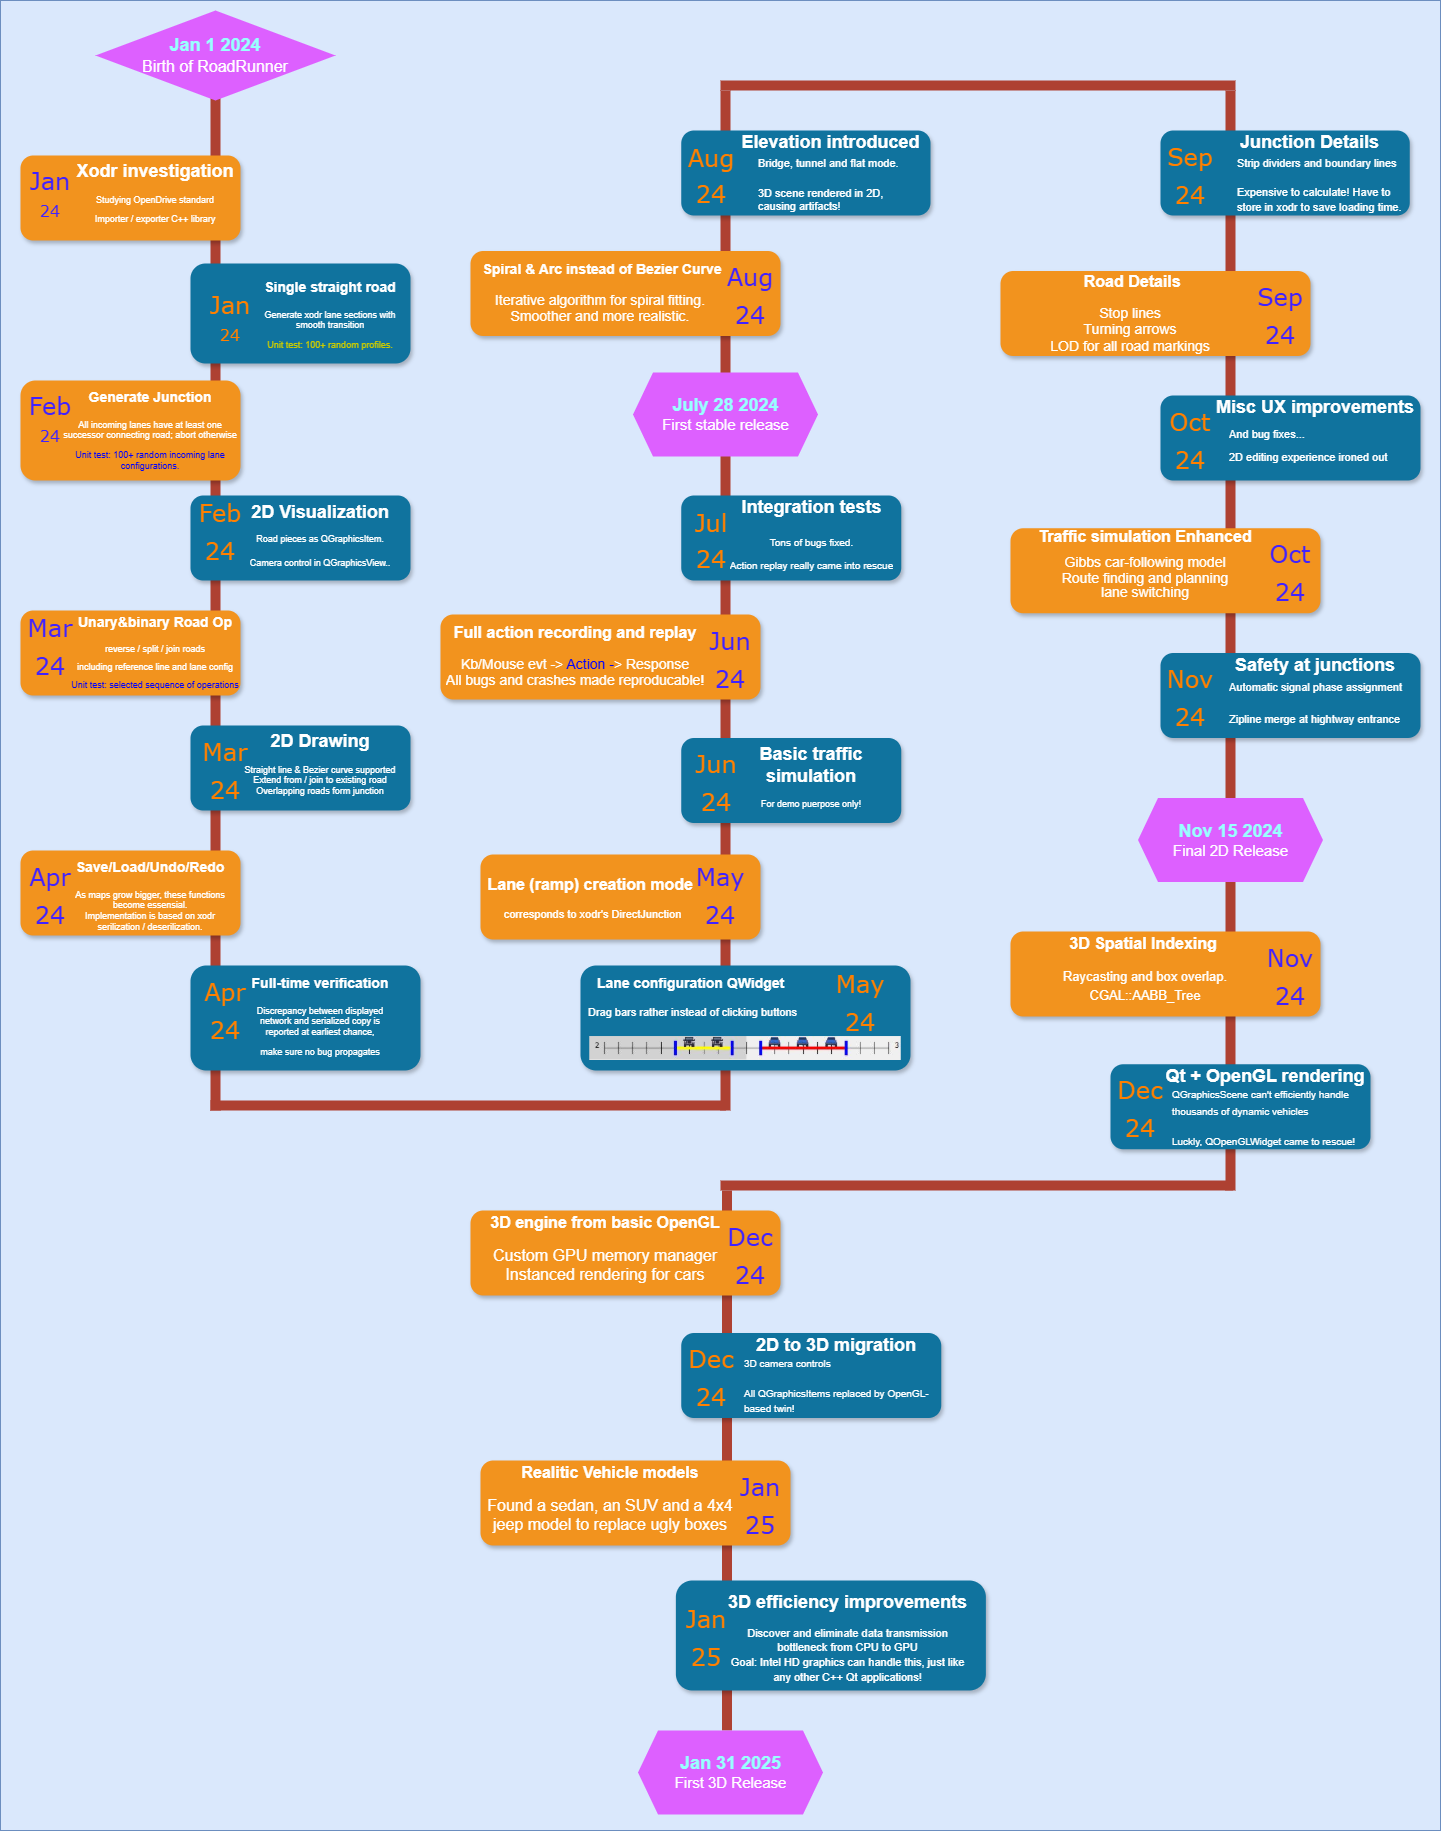 Jan 1 2024
Birth of RoadRunner
Jan
24
Xodr investigation
Studying OpenDrive standard
Importer / exporter C++ library
Jan
24
Single straight road
Generate xodr lane sections with
smooth transition
Unit test: 100+ random profiles.
Feb
24
Generate Junction
All incoming lanes have at least one
successor connecting road; abort otherwise
Unit test: 100+ random incoming lane
configurations.
Feb
24
2D Visualization
Road pieces as QGraphicsItem.
Camera control in QGraphicsView..
Mar
24
Unary&binary Road Op
reverse / split / join roads
including reference line and lane config
Unit test: selected sequence of operations
Mar
24
2D Drawing
Straight line & Bezier curve supported
Extend from / join to existing road
Overlapping roads form junction
Apr
24
Save/Load/Undo/Redo
As maps grow bigger, these functions
become essensial.
Implementation is based on xodr
serilization / deserilization.
Apr
24
Full-time verification
Discrepancy between displayed
network and serialized copy is
reported at earliest chance,
make sure no bug propagates
Lane configuration QWidget
Drag bars rather instead of clicking buttons
May
24
2
3
Lane (ramp) creation mode
corresponds to xodr's DirectJunction
May
24
Jun
24
Basic traffic
simulation
For demo puerpose only!
Full action recording and replay
Kb/Mouse evt -> Action -> Response
All bugs and crashes made reproducable!
Jun
24
Jul
24
Integration tests
Tons of bugs fixed.
Action replay really came into rescue
July 28 2024
First stable release
Spiral & Arc instead of Bezier Curve
Iterative algorithm for spiral fitting.
Smoother and more realistic.
Aug
24
Aug
24
Elevation introduced
Bridge, tunnel and flat mode.
3D scene rendered in 2D,
causing artifacts!
Sep
24
Junction Details
Strip dividers and boundary lines
Expensive to calculate! Have to
store in xodr to save loading time.
Road Details
Stop lines
Turning arrows
LOD for all road markings
Sep
24
Oct
24
Misc UX improvements
And bug fixes...
2D editing experience ironed out
Traffic simulation Enhanced
Gibbs car-following model
Route finding and planning
lane switching
Oct
24
Nov
24
Safety at junctions
Automatic signal phase assignment
Zipline merge at hightway entrance
Nov 15 2024
Final 2D Release
3D Spatial Indexing
Raycasting and box overlap.
CGAL::AABB_Tree
Nov
24
Dec
24
Qt + OpenGL rendering
QGraphicsScene can't efficiently handle
thousands of dynamic vehicles
Luckly, QOpenGLWidget came to rescue!
3D engine from basic OpenGL
Custom GPU memory manager
Instanced rendering for cars
Dec
24
Dec
24
2D to 3D migration
3D camera controls
All QGraphicsItems replaced by OpenGL-
based twin!
Realitic Vehicle models
Found a sedan, an SUV and a 4x4
jeep model to replace ugly boxes
Jan
25
Jan
25
3D efficiency improvements
Discover and eliminate data transmission
bottleneck from CPU to GPU
Goal: Intel HD graphics can handle this, just like
any other C++ Qt applications!
Jan 31 2025
First 3D Release